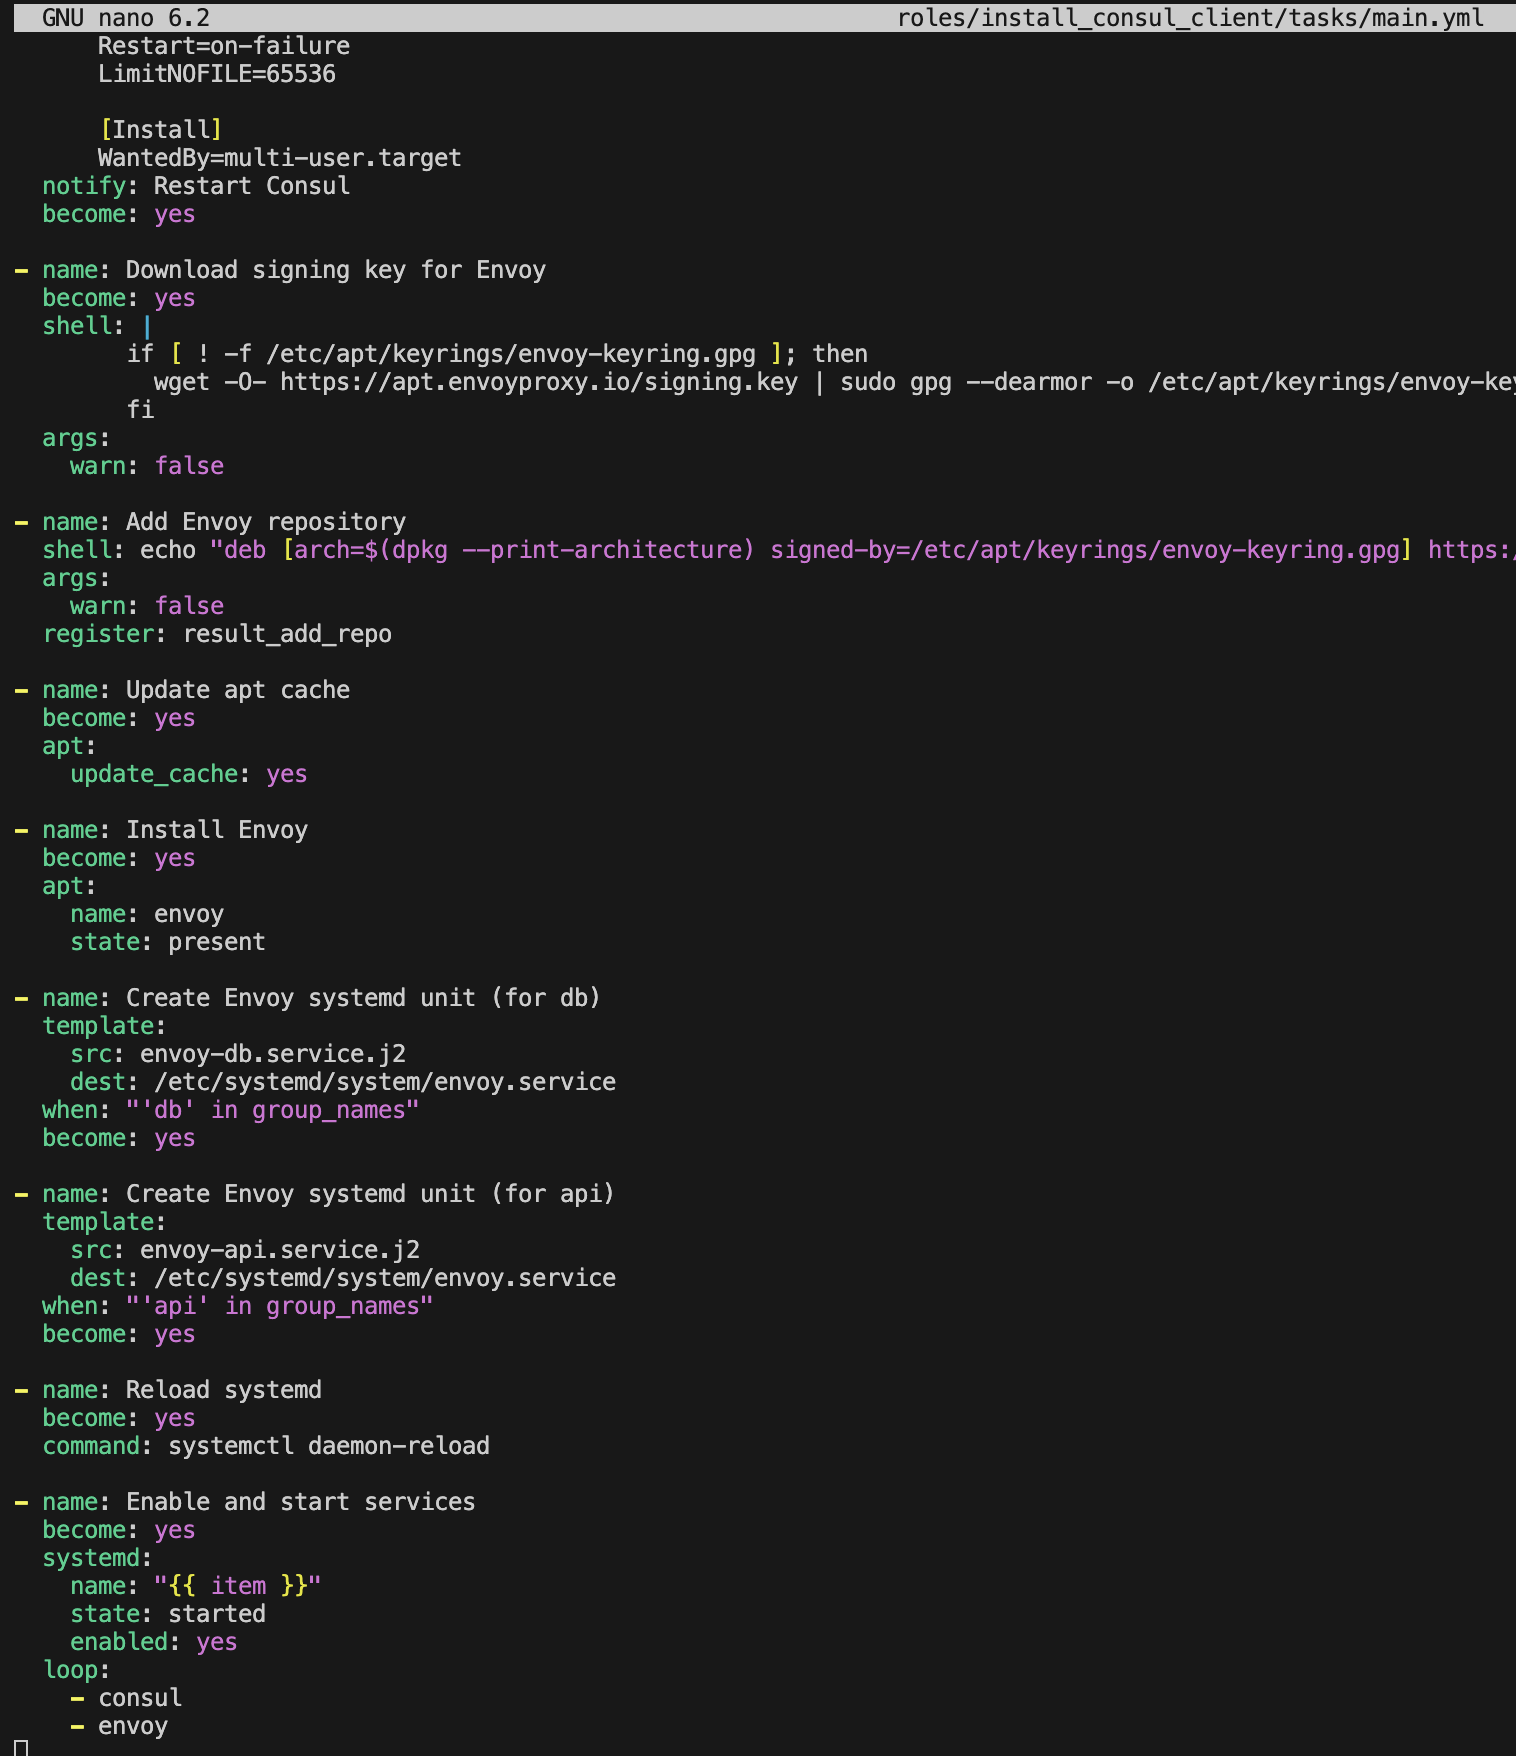 GNU nano 6.2 roles/install_consul_client/tasks/main.yml
Restart=on-failure
LimitNOFILE=65536
[Install]
WantedBy=multi-user.target
notify: Restart Consul
become: yes
- name: Download signing key for Envoy
become: yes
shell: |
if [ ! -f /etc/apt/keyrings/envoy-keyring.gpg ]; then
wget -O- https://apt.envoyproxy.io/signing.key | sudo gpg --dearmor -o /etc/apt/keyrings/envoy-key
fi
args:
warn: false
- name: Add Envoy repository
shell: echo "deb [arch=$(dpkg --print-architecture) signed-by=/etc/apt/keyrings/envoy-keyring.gpg] https:/
args:
warn: false
register: result_add_repo
- name: Update apt cache
become: yes
apt:
update_cache: yes
- name: Install Envoy
become: yes
apt:
name: envoy
state: present
- name: Create Envoy systemd unit (for db)
template:
src: envoy-db.service.j2
dest: /etc/systemd/system/envoy.service
when: "'db' in group_names"
become: yes
- name: Create Envoy systemd unit (for api)
template:
src: envoy-api.service.j2
dest: /etc/systemd/system/envoy.service
when: "'api' in group_names"
become: yes
- name: Reload systemd
become: yes
command: systemctl daemon-reload
- name: Enable and start services
become: yes
systemd:
name: "{{ item }}"
state: started
enabled: yes
loop:
- consul
- envoy